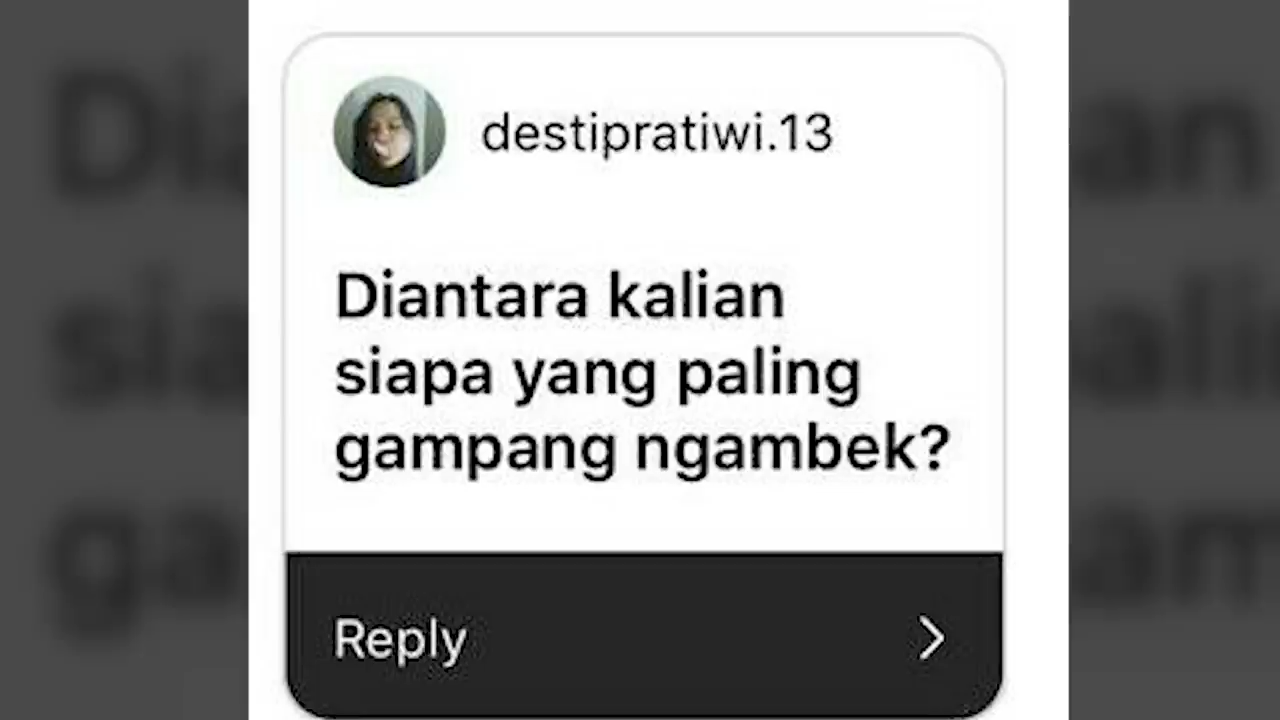 destipratiwi.13
Diantara kalian
siapa yang paling
gampang ngambek?
Reply